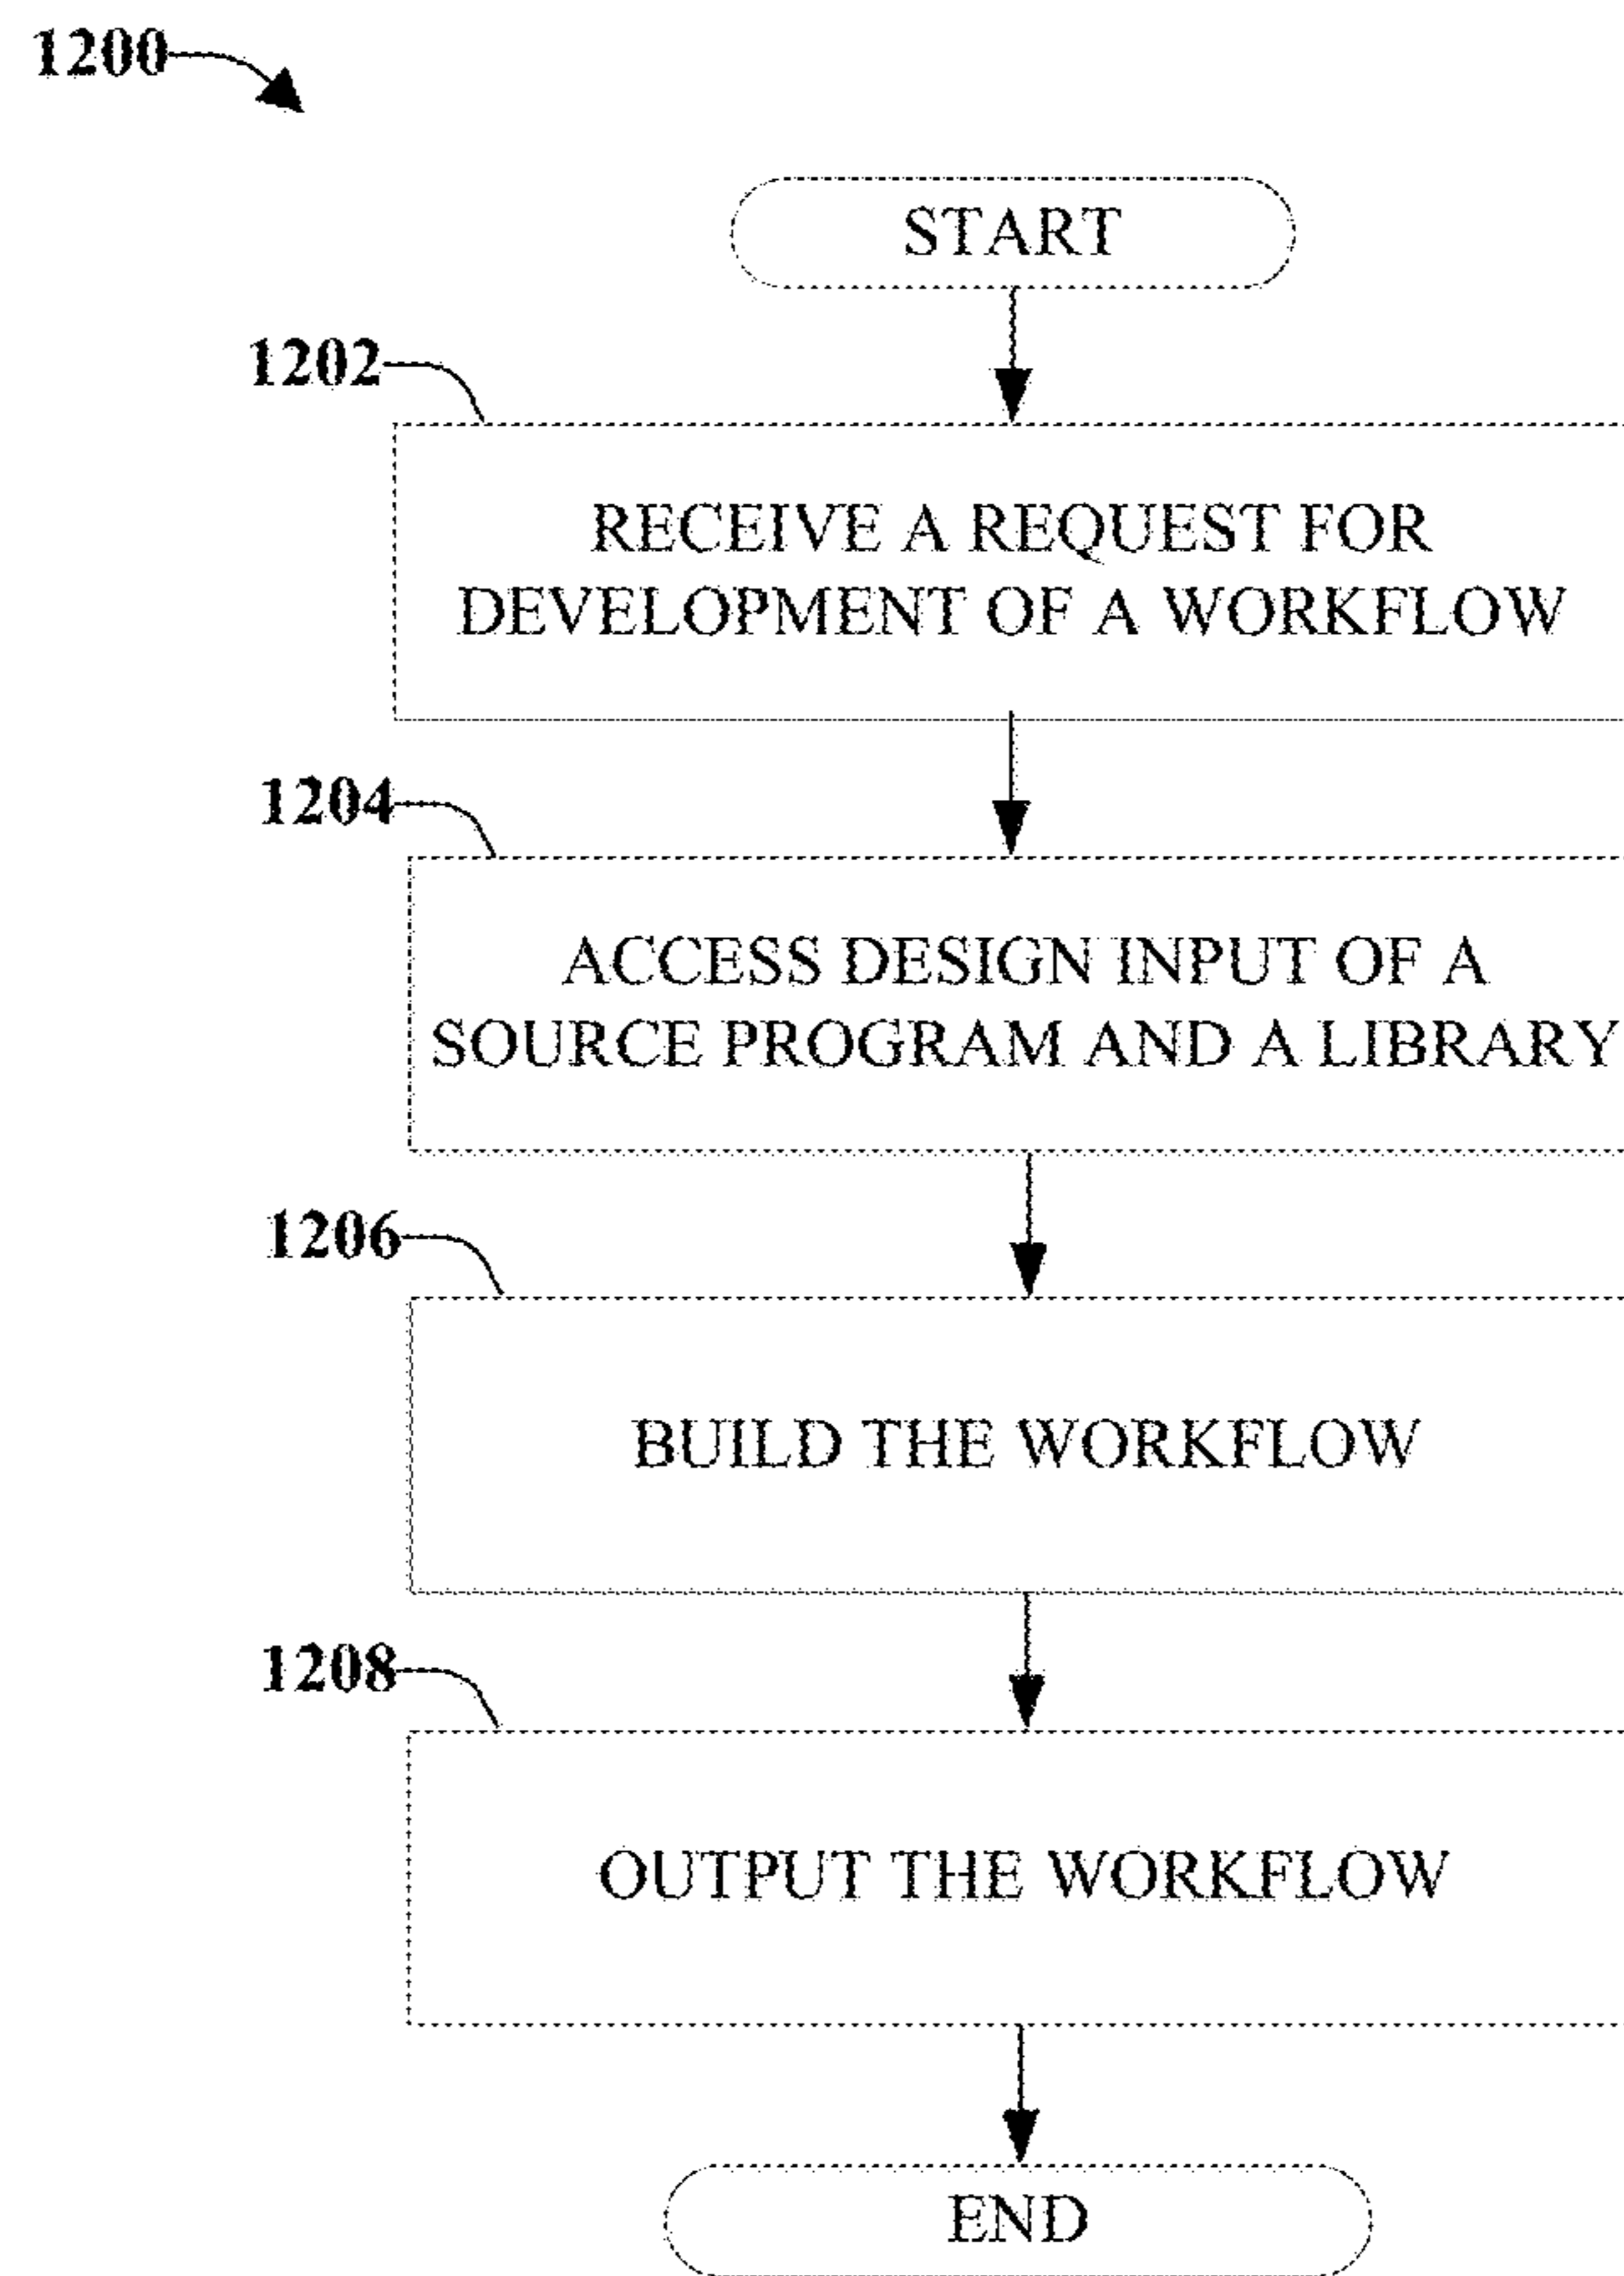 1200
START
1202
RECEIVE A REQUEST FOR
DEVELOPMENT OF A WORKFLOW
1204
ACCESS DESIGN INPUT OF A
SOURCE PROGRAM AND A LIBRARY
1206
BUILD THE WORKFLOW
1208
OUTPUT THE WORKFLOW
END